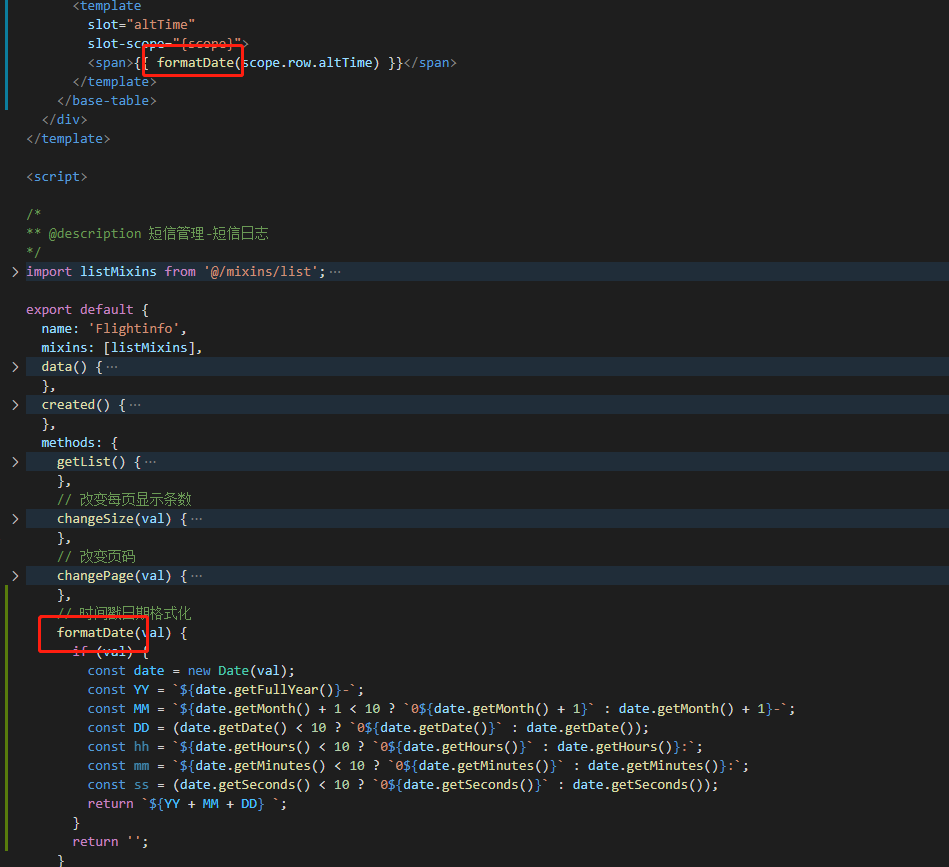 <template
slot="altTime"
slot-scope="{scope}">
<span>{{ formatDate(scope.row.altTime) }}</span>
</template>
</base-table>
</div>
</template>
<script>
/*
** @description 短信管理-短信日志
*/
import listMixins from '@/mixins/list';…
export default {
name: 'Flightinfo',
mixins: [listMixins],
data() {…
},
created() {…
},
methods: {
getList() {…
},
// 改变每页显示条数
changeSize(val) {…
},
// 改变页码
changePage(val) {…
},
// 时间戳日期格式化
formatDate(val) {
if (val) {
const date = new Date(val);
const YY = `${date.getFullYear()}-`;
const MM = `${date.getMonth() + 1 < 10 ? `0${date.getMonth() + 1}` : date.getMonth() + 1}-`;
const DD = (date.getDate() < 10 ? `0${date.getDate()}` : date.getDate());
const hh = `${date.getHours() < 10 ? `0${date.getHours()}` : date.getHours()}:`;
const mm = `${date.getMinutes() < 10 ? `0${date.getMinutes()}` : date.getMinutes()}:`;
const ss = (date.getSeconds() < 10 ? `0${date.getSeconds()}` : date.getSeconds());
return `${YY + MM + DD} `;
}
return '';
}